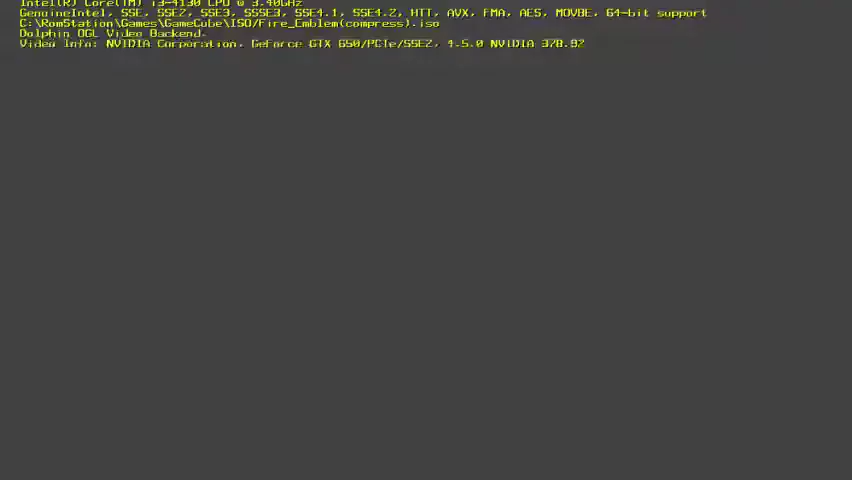 Intel(R) Core(TM) i3-4130 CPU @ 3.40GHz
GenuineIntel, SSE, SSE2, SSE3, SSSE3, SSE4.1, SSE4.2, HTT, AVX, FMA, AES, MOVBE, 64-bit support
C:\RomStation\Games\GameCube\ISO/Fire_Emblem(compress).iso
Dolphin OGL Video Backend.
Video Info: NVIDIA Corporation, GeForce GTX 650/PCIe/SSE2, 4.5.0 NVIDIA 378.92